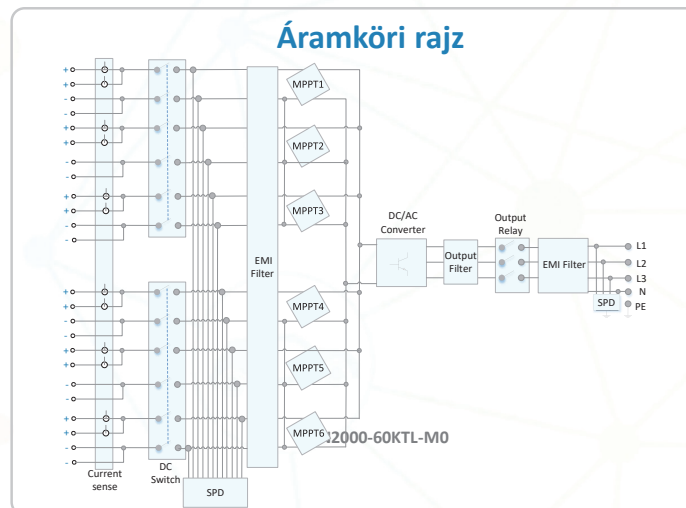 Áramköri rajz
+
+
-
-
+
+
-
-
+
+
-
-
+
+
-
-
+
+
-
-
+
+
-
-
Current
sense
DC
Switch
SPD
EMI
Filter
MPPT1
MPPT2
MPPT3
MPPT4
MPPT5
MPPT6
2000-60KTL-M0
DC/AC
Converter
Output
Filter
Output
Relay
EMI Filter
SPD
L1
L2
L3
N
PE